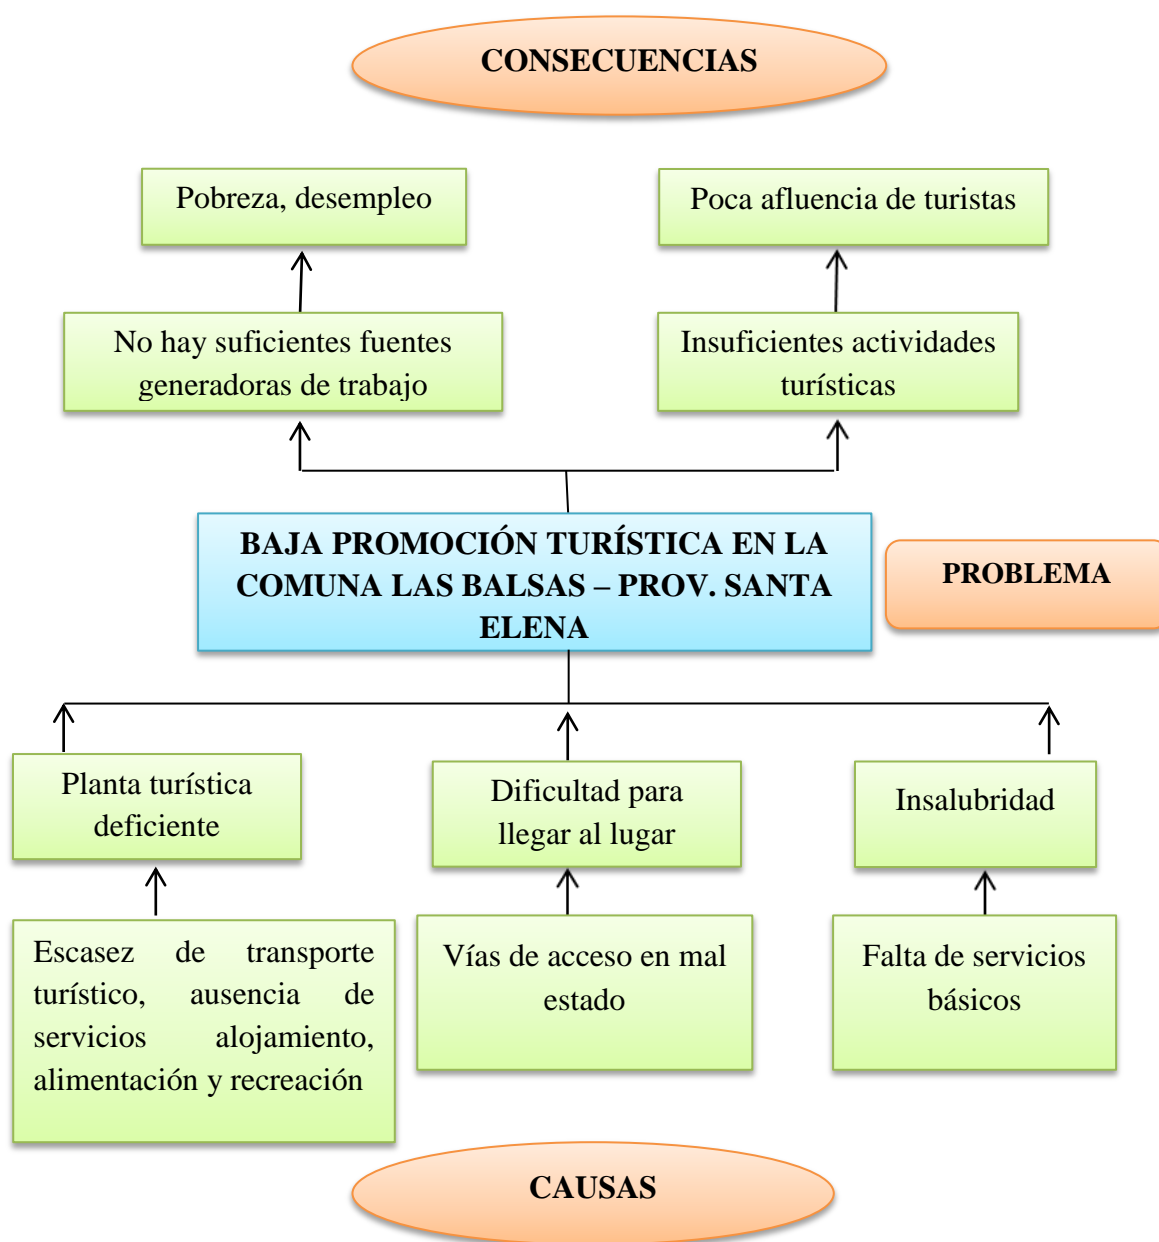 CONSECUENCIAS
Pobreza, desempleo
Poca afluencia de turistas
No hay suficientes fuentes
generadoras de trabajo
Insuficientes actividades
turísticas
BAJA PROMOCIÓN TURÍSTICA EN LA
COMUNA LAS BALSAS – PROV. SANTA
ELENA
PROBLEMA
Planta turística
deficiente
Dificultad para
llegar al lugar
Insalubridad
Escasez de transporte
turístico, ausencia de
servicios alojamiento,
alimentación y recreación
Vías de acceso en mal
estado
Falta de servicios
básicos
CAUSAS